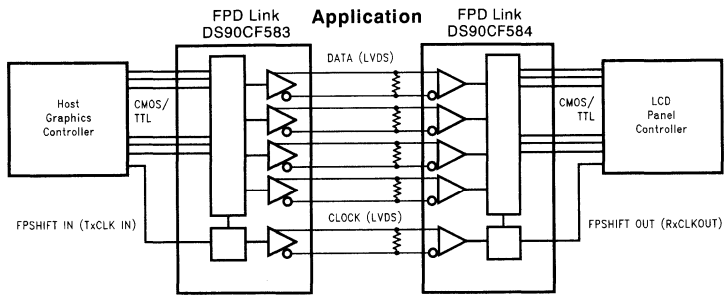 Application
FPD Link
DS90CF583
FPD Link
DS90CF584
DATA (LVDS)
Host
Graphics
Controller
CMOS/
TTL
CMOS/
TTL
LCD
Panel
Controller
FPSHIFT IN (TxCLK IN)
CLOCK (LVDS)
FPSHIFT OUT (RxCLKOUT)